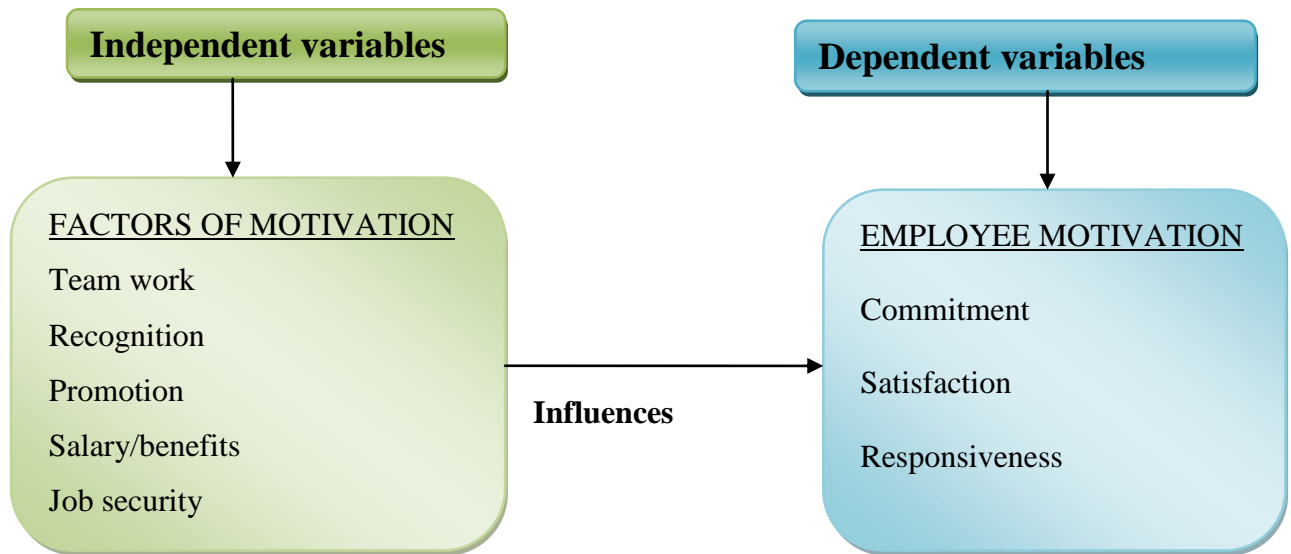 Independent variables
Dependent variables
FACTORS OF MOTIVATION
Team work
Recognition
Promotion
Salary/benefits
Job security
Influences
EMPLOYEE MOTIVATION
Commitment
Satisfaction
Responsiveness